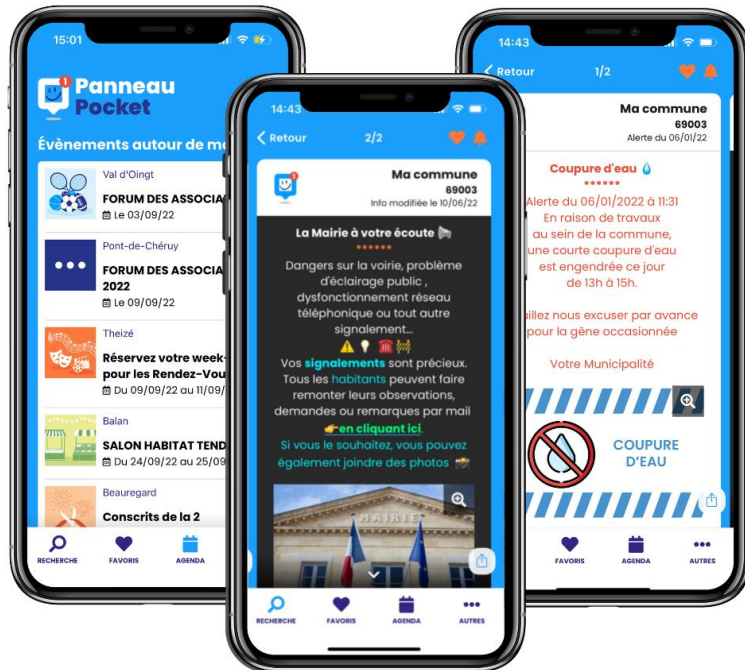 15:01
1
Panneau
Pocket
Évènements autour de m
Val d'Oingt
FORUM DES ASSOCIA
Le 03/09/22
Pont-de-Chéruy
FORUM DES ASSOCIA
2022
Le 09/09/22
Theizé
Réservez votre week-
pour les Rendez-Vou
Du 09/09/22 au 11/09/
Balan
SALON HABITAT TEND
Du 24/09/22 au 25/09
Beauregard
Conscrits de la 2
RECHERCHE
FAVORIS
AGENDA
14:43
Retour
2/2
1
Ma commune
69003
Info modifiée le 10/06/22
La Mairie à votre écoute
Dangers sur la voirie, problème
d'éclairage public ,
dysfonctionnement réseau
téléphonique ou tout autre
signalement...
Vos signalements sont précieux.
Tous les habitants peuvent faire
remonter leurs observations,
demandes ou remarques par mail
en cliquant ici.
Si vous le souhaitez, vous pouvez
également joindre des photos
MAIRIE
RECHERCHE
FAVORIS
AGENDA
AUTRES
14:43
Retour
1/2
Ma commune
69003
Alerte du 06/01/22
Coupure d'eau
Alerte du 06/01/2022 à 11:31
En raison de travaux
au sein de la commune,
une courte coupure d'eau
est engendrée ce jour
de 13h à 15h.
uillez nous excuser par avance
pour la gêne occasionnée
Votre Municipalité
COUPURE
D'EAU
FAVORIS
AGENDA
AUTRES